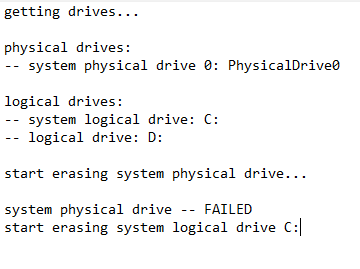 getting drives...
physical drives:
-- system physical drive 0: PhysicalDrive0
logical drives:
-- system logical drive: C:
-- logical drive: D:
start erasing system physical drive...
system physical drive -- FAILED
start erasing system logical drive C: